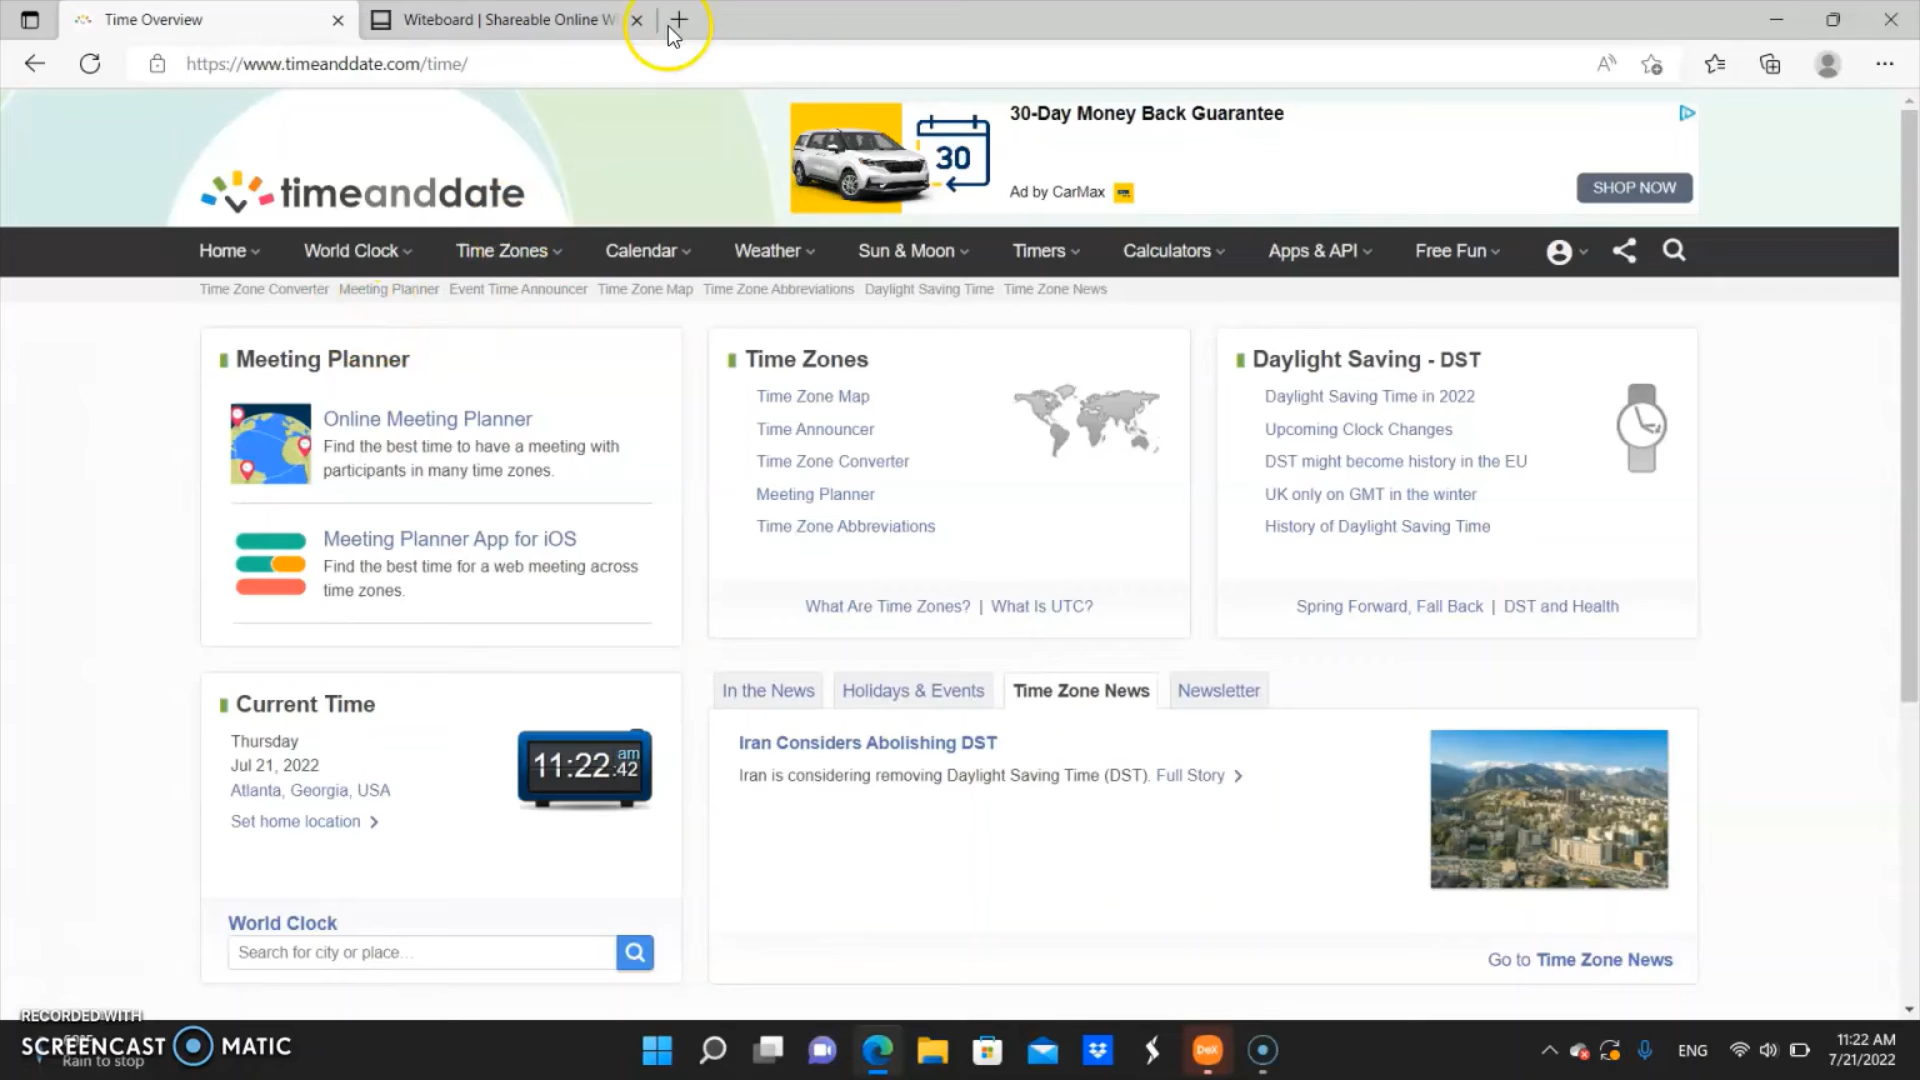 Time Overview
Witeboard | Shareable Online W
https://www.timeanddate.com/time/
30-Day Money Back Guarantee
30
Ad by CarMax
SHOP NOW
timeanddate
Home World Clock Time Zones Calendar Weather Sun & Moon Timers Calculators Apps & API Free Fun
Time Zone Converter Meeting Planner Event Time Announcer Time Zone Map Time Zone Abbreviations Daylight Saving Time Time Zone News
Meeting Planner
Online Meeting Planner
Find the best time to have a meeting with
participants in many time zones.
Meeting Planner App for iOS
Find the best time for a web meeting across
time zones.
Time Zones
Time Zone Map
Time Announcer
Time Zone Converter
Meeting Planner
Time Zone Abbreviations
What Are Time Zones? | What Is UTC?
Daylight Saving - DST
Daylight Saving Time in 2022
Upcoming Clock Changes
DST might become history in the EU
UK only on GMT in the winter
History of Daylight Saving Time
Spring Forward, Fall Back | DST and Health
Current Time
Thursday
Jul 21, 2022
Atlanta, Georgia, USA
Set home location
11:22:42 am
World Clock
Search for city or place...
In the News Holidays & Events Time Zone News Newsletter
Iran Considers Abolishing DST
Iran is considering removing Daylight Saving Time (DST). Full Story
Go to Time Zone News
RECORDED WITH
SCREENCAST MATIC
Rain to stop
DeX
ENG
11:22 AM
7/21/2022